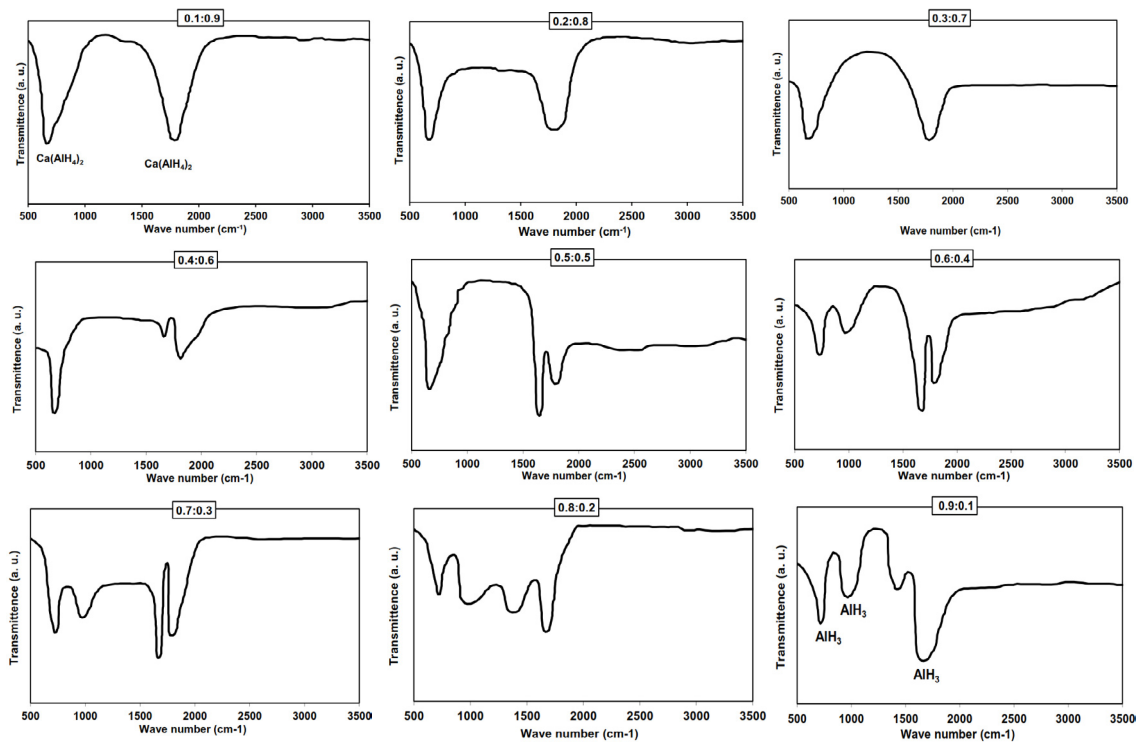 0.1:0.9
Transmittence (a. u.)
Ca(AlH4)2
Ca(AlH4)2
500 1000 1500 2000 2500 3000 3500
Wave number (cm-1)
0.2:0.8
Transmittence (a. u.)
500 1000 1500 2000 2500 3000 3500
Wave number (cm-1)
0.3:0.7
Transmittence (a. u.)
500 1000 1500 2000 2500 3000 3500
Wave number (cm-1)
0.4:0.6
Transmittence (a. u.)
500 1000 1500 2000 2500 3000 3500
Wave number (cm-1)
0.5:0.5
Transmittence (a. u.)
500 1000 1500 2000 2500 3000 3500
Wave number (cm-1)
0.6:0.4
Transmittence (a. u.)
500 1000 1500 2000 2500 3000 3500
Wave number (cm-1)
0.7:0.3
Transmittence (a. u.)
500 1000 1500 2000 2500 3000 3500
Wave number (cm-1)
0.8:0.2
Transmittence (a. u.)
500 1000 1500 2000 2500 3000 3500
Wave number (cm-1)
0.9:0.1
Transmittence (a. u.)
AlH3
AlH3
AlH3
500 1000 1500 2000 2500 3000 3500
Wave number (cm-1)